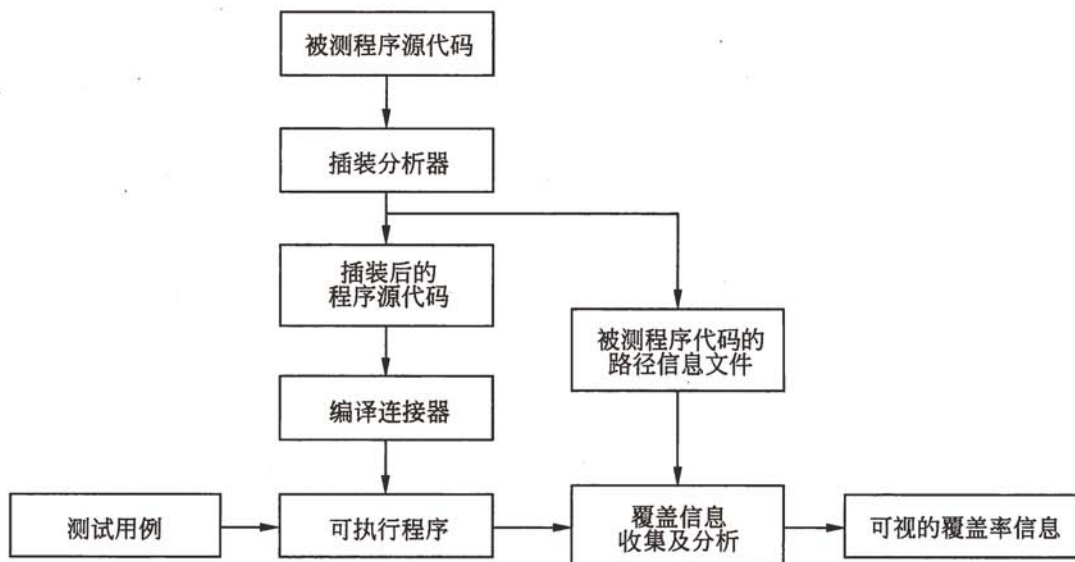 被测程序源代码
插装分析器
插装后的
程序源代码
被测程序代码的
路径信息文件
编译连接器
测试用例
可执行程序
覆盖信息
收集及分析
可视的覆盖率信息